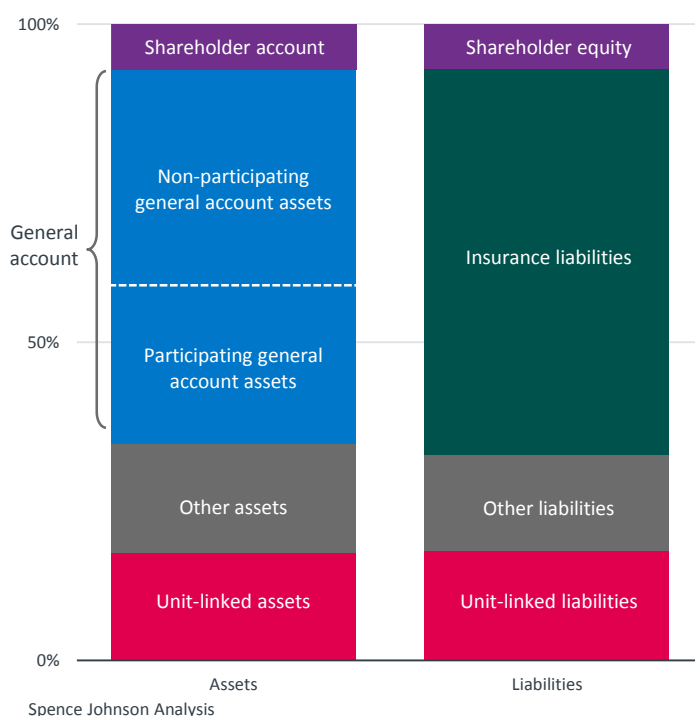 100%
Shareholder account
Shareholder equity
Non-participating
general account assets
General
account
Insurance liabilities
50%
Participating general
account assets
Other assets
Other liabilities
Unit-linked assets
Unit-linked liabilities
0%
Assets
Liabilities
Spence Johnson Analysis